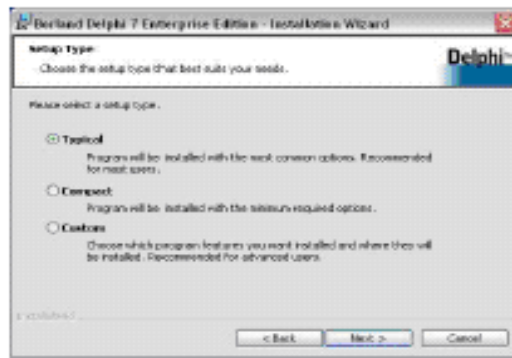 Borland Delphi 7 Enterprise Edition - Installation Wizard
Setup Type
Choose the setup type that best suits your needs.
Delphi
Please select a setup type.
Typical
Program will be installed with the most common options. Recommended
for most users.
Compact
Program will be installed with the minimum required options.
Custom
Choose which program features you want installed and where they will
be installed. Recommended for advanced users.
< Back
Next >
Cancel